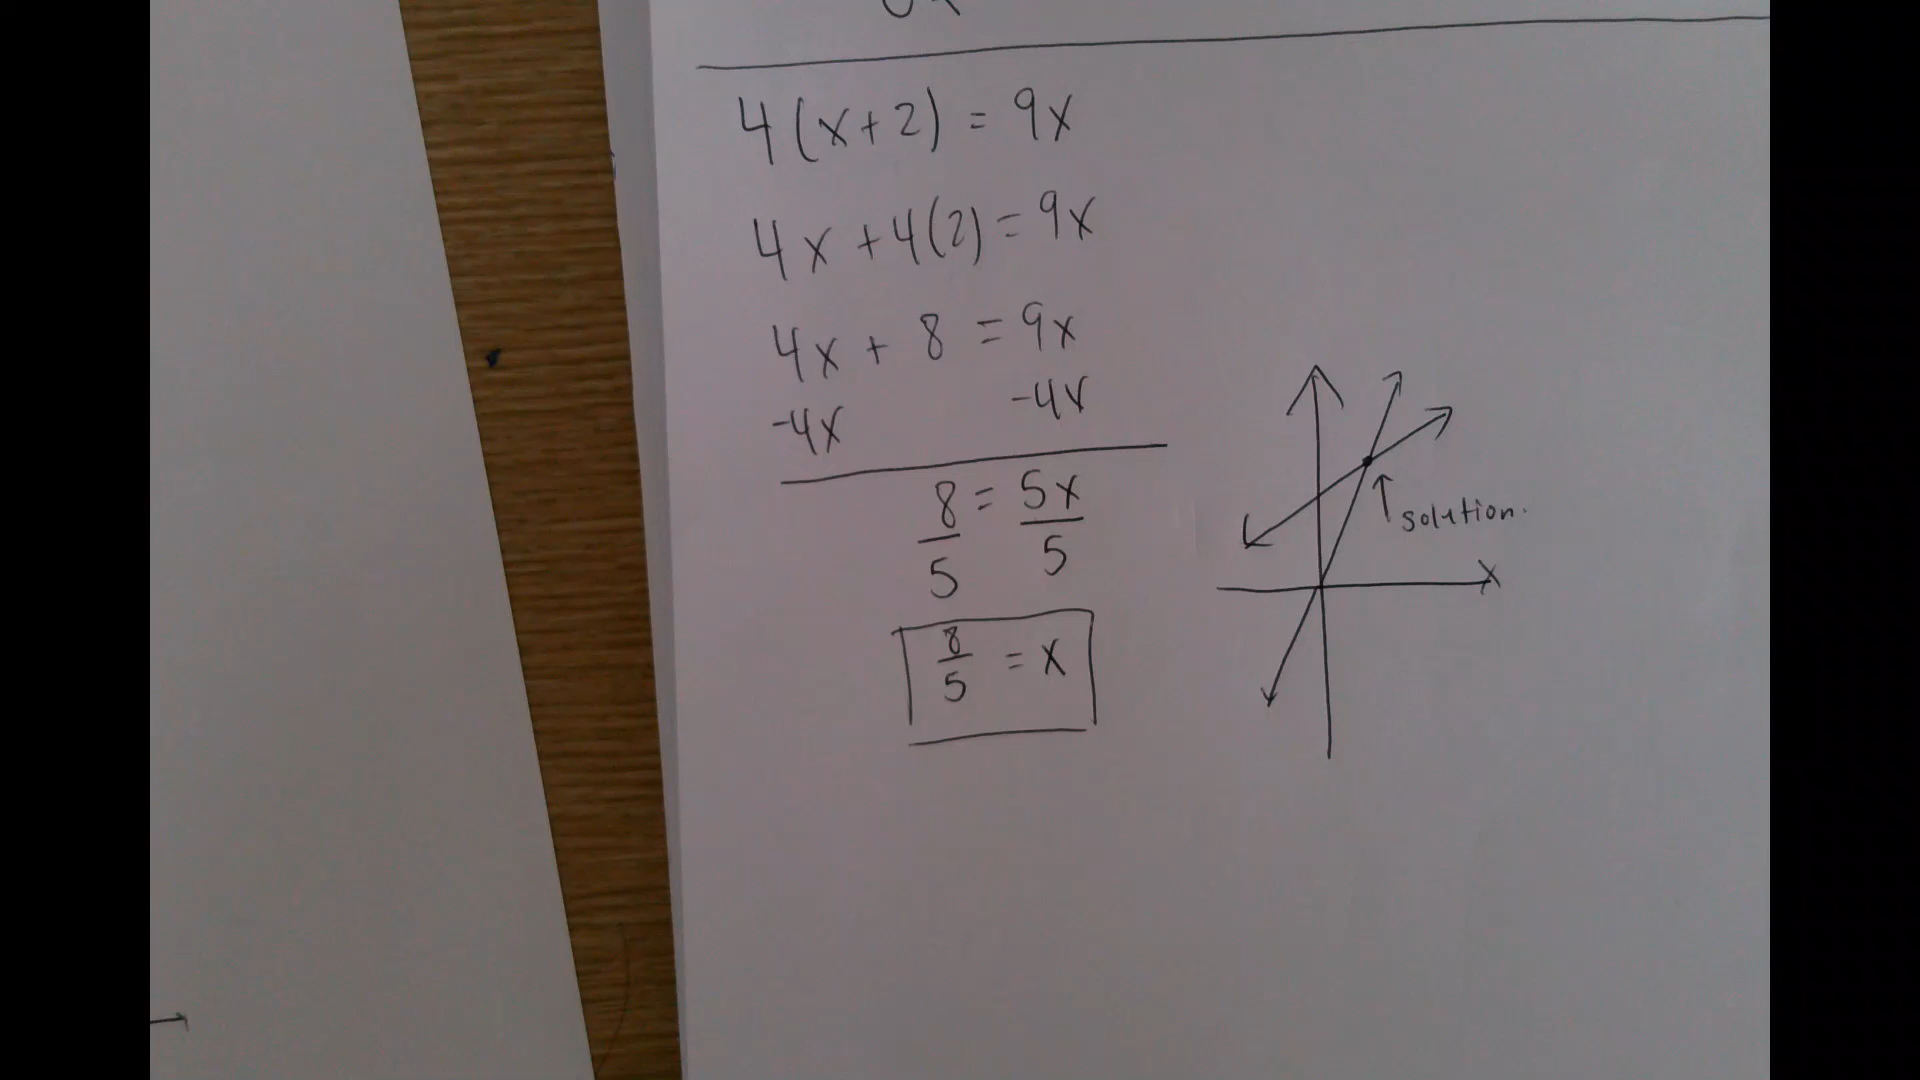 4(x+2) = 9x
4x + 4(2) = 9x
4x + 8 = 9x
-4x -4x
8 = 5x
5 5
8
5 = x
solution.
x